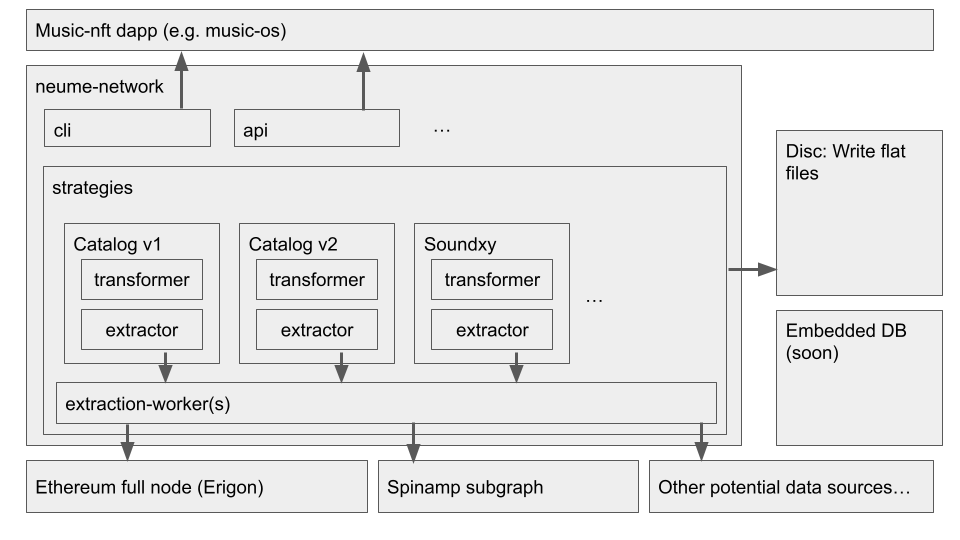 Music-nft dapp (e.g. music-os)
neume-network
cli
api
…
strategies
Catalog v1
transformer
extractor
Catalog v2
transformer
extractor
Soundxy
transformer
extractor
…
extraction-worker(s)
Disc: Write flat
files
Embedded DB
(soon)
Ethereum full node (Erigon)
Spinamp subgraph
Other potential data sources…